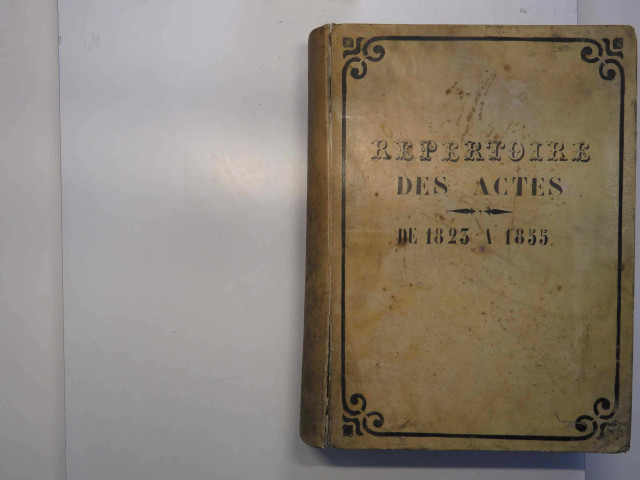 REPERTOIRE
DES ACTES
DE 1823 A 1855